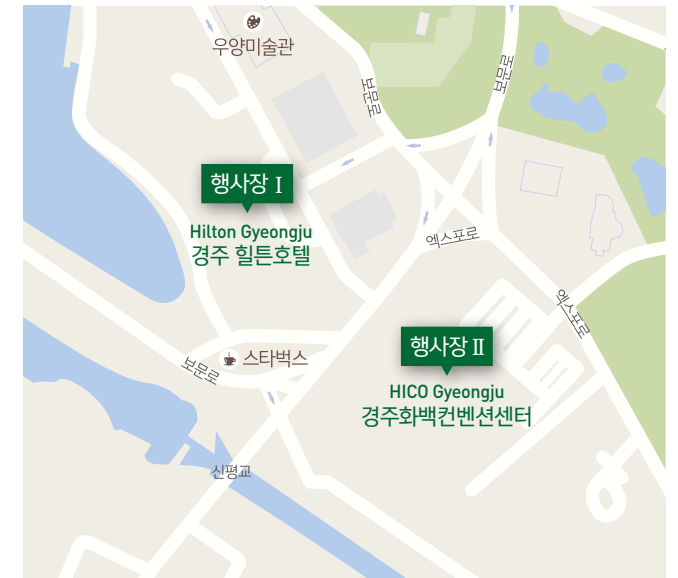 우양미술관
보문로
보문로
행사장 Ⅰ
Hilton Gyeongju
경주 힐튼호텔
엑스포로
엑스포로
행사장 Ⅱ
스타벅스
보문로
HICO Gyeongju
경주화백컨벤션센터
신평교